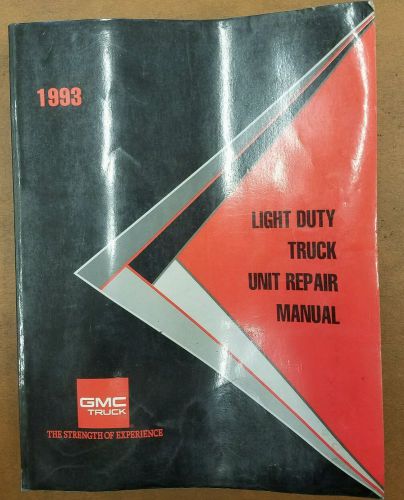 1993
LIGHT DUTY
TRUCK
UNIT REPAIR
MANUAL
GMC
TRUCK
THE STRENGTH OF EXPERIENCE